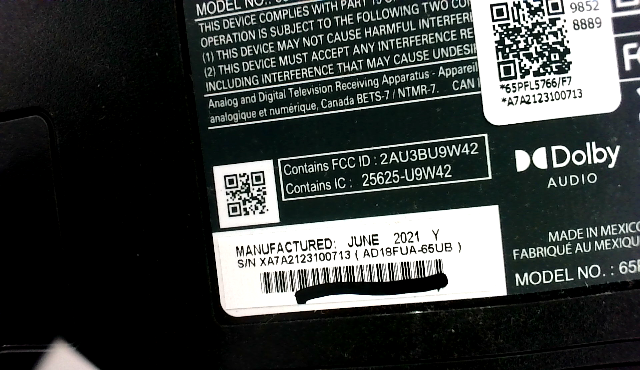 MODEL NO.:
THIS DEVICE COMPLIES WITH PART 15 O
OPERATION IS SUBJECT TO THE FOLLOWING TWO CO
(1) THIS DEVICE MAY NOT CAUSE HARMFUL INTERFER
(2) THIS DEVICE MUST ACCEPT ANY INTERFERENCE RE
INCLUDING INTERFERENCE THAT MAY CAUSE UNDESI
Analog and Digital Television Receiving Apparatus - Appareil
analogique et numérique, Canada BETS-7 / NTMR-7. CAN
9852
8889
*65PFL5766/F7
*A7A2123100713
Contains FCC ID : 2AU3BU9W42
Contains IC : 25625-U9W42
Dolby
AUDIO
MANUFACTURED: JUNE 2021 Y
S/N XA7A2123100713 ( AD18FUA-65UB )
MADE IN MEXICO
FABRIQUÉ AU MEXIQU
MODEL NO. : 65